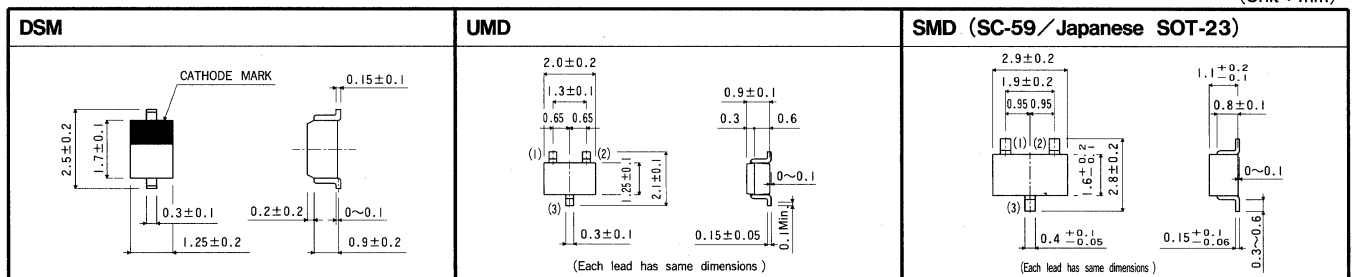 (Unit : mm)
DSM
CATHODE MARK
0.15±0.1
2.5±0.2
1.7±0.1
0.3±0.1
0.2±0.2
0~0.1
1.25±0.2
0.9±0.2
UMD
2.0±0.2
1.3±0.1
0.9±0.1
0.65 0.65
0.3 0.6
(1) (2)
1.25±0.1
2.1±0.1
0~0.1
(3)
0.3±0.1
0.15±0.05
0.1Min.
(Each lead has same dimensions)
SMD (SC-59/Japanese SOT-23)
2.9±0.2
1.1 +0.2 -0.1
1.9±0.2
0.95 0.95
0.8±0.1
(1) (2)
1.6 +0.2 -0.1
2.8±0.2
0~0.1
(3)
0.4 +0.1 -0.05
0.15 +0.1 -0.06
0.3~0.6
(Each lead has same dimensions)